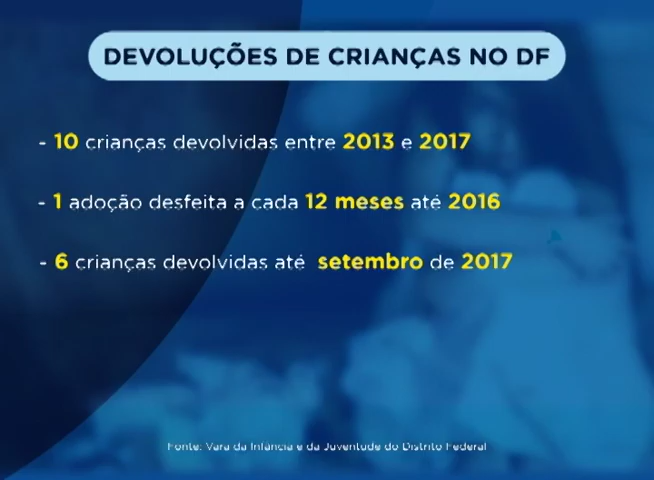 DEVOLUÇÕES DE CRIANÇAS NO DF
- 10 crianças devolvidas entre 2013 e 2017
- 1 adoção desfeita a cada 12 meses até 2016
- 6 crianças devolvidas até setembro de 2017
Fonte: Vara da Infância e da Juventude do Distrito Federal